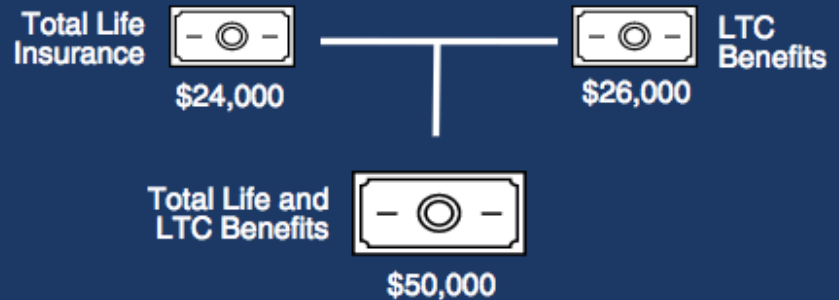 Total Life
Insurance
$24,000
LTC
Benefits
$26,000
Total Life and
LTC Benefits
$50,000